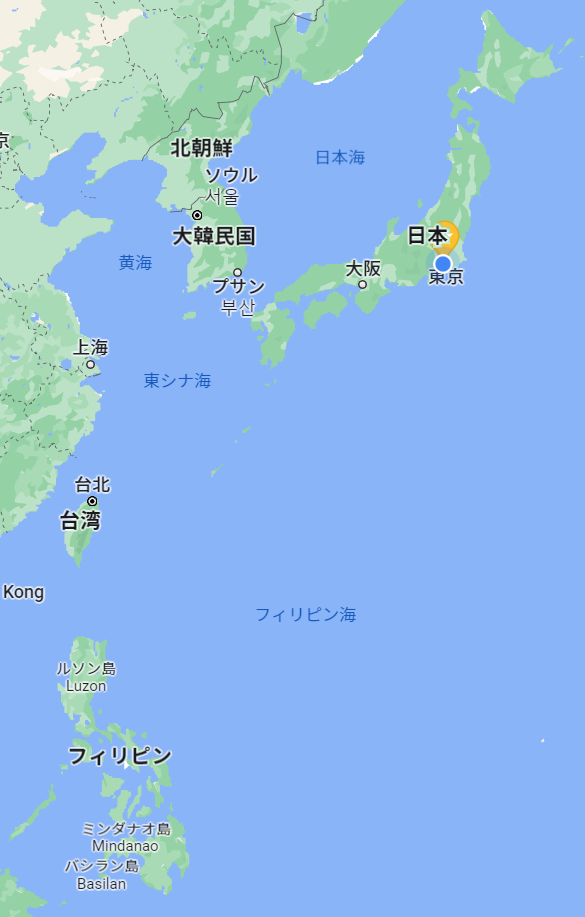 京
北朝鮮
ソウル
서울
日本海
大韓民国
日本
黄海
プサン
부산
大阪
東京
上海
東シナ海
台北
台湾
Kong
フィリピン海
ルソン島
Luzon
フィリピン
ミンダナオ島
Mindanao
バシラン島
Basilan